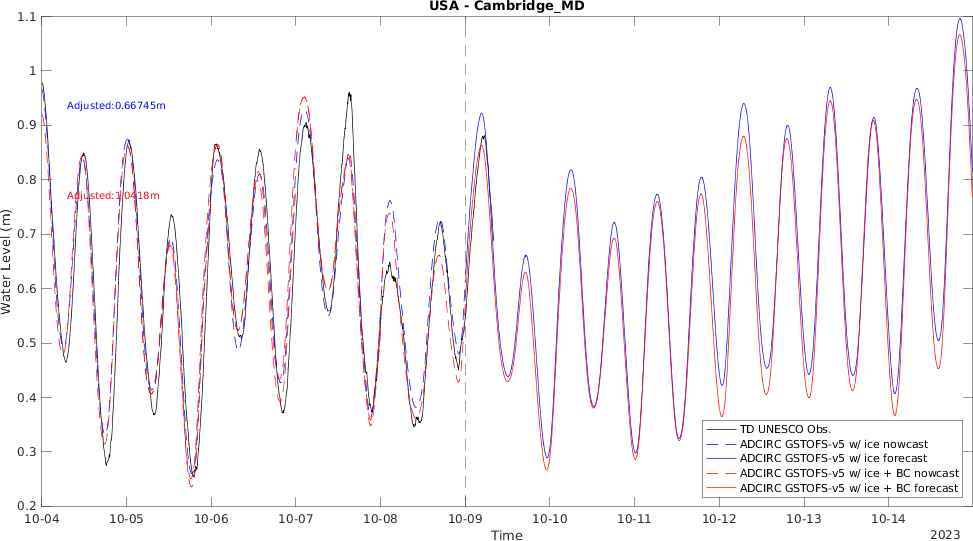 USA - Cambridge_MD
1.1
1
0.9
0.8
0.7
0.6
0.5
0.4
0.3
0.2
Water Level (m)
Adjusted:0.66745m
Adjusted:1.0418m
TD UNESCO Obs.
ADCIRC GSTOFS-v5 w/ ice nowcast
ADCIRC GSTOFS-v5 w/ ice forecast
ADCIRC GSTOFS-v5 w/ ice + BC nowcast
ADCIRC GSTOFS-v5 w/ ice + BC forecast
10-04 10-05 10-06 10-07 10-08 10-09 10-10 10-11 10-12 10-13 10-14
Time
2023